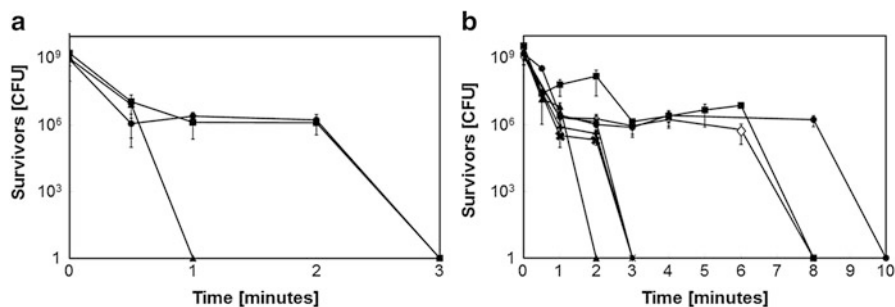 a
Survivors [CFU]
10⁹
10⁶
10³
1
0
1
2
3
Time [minutes]
b
Survivors [CFU]
10⁹
10⁶
10³
1
0 1 2 3 4 5 6 7 8 9 10
Time [minutes]